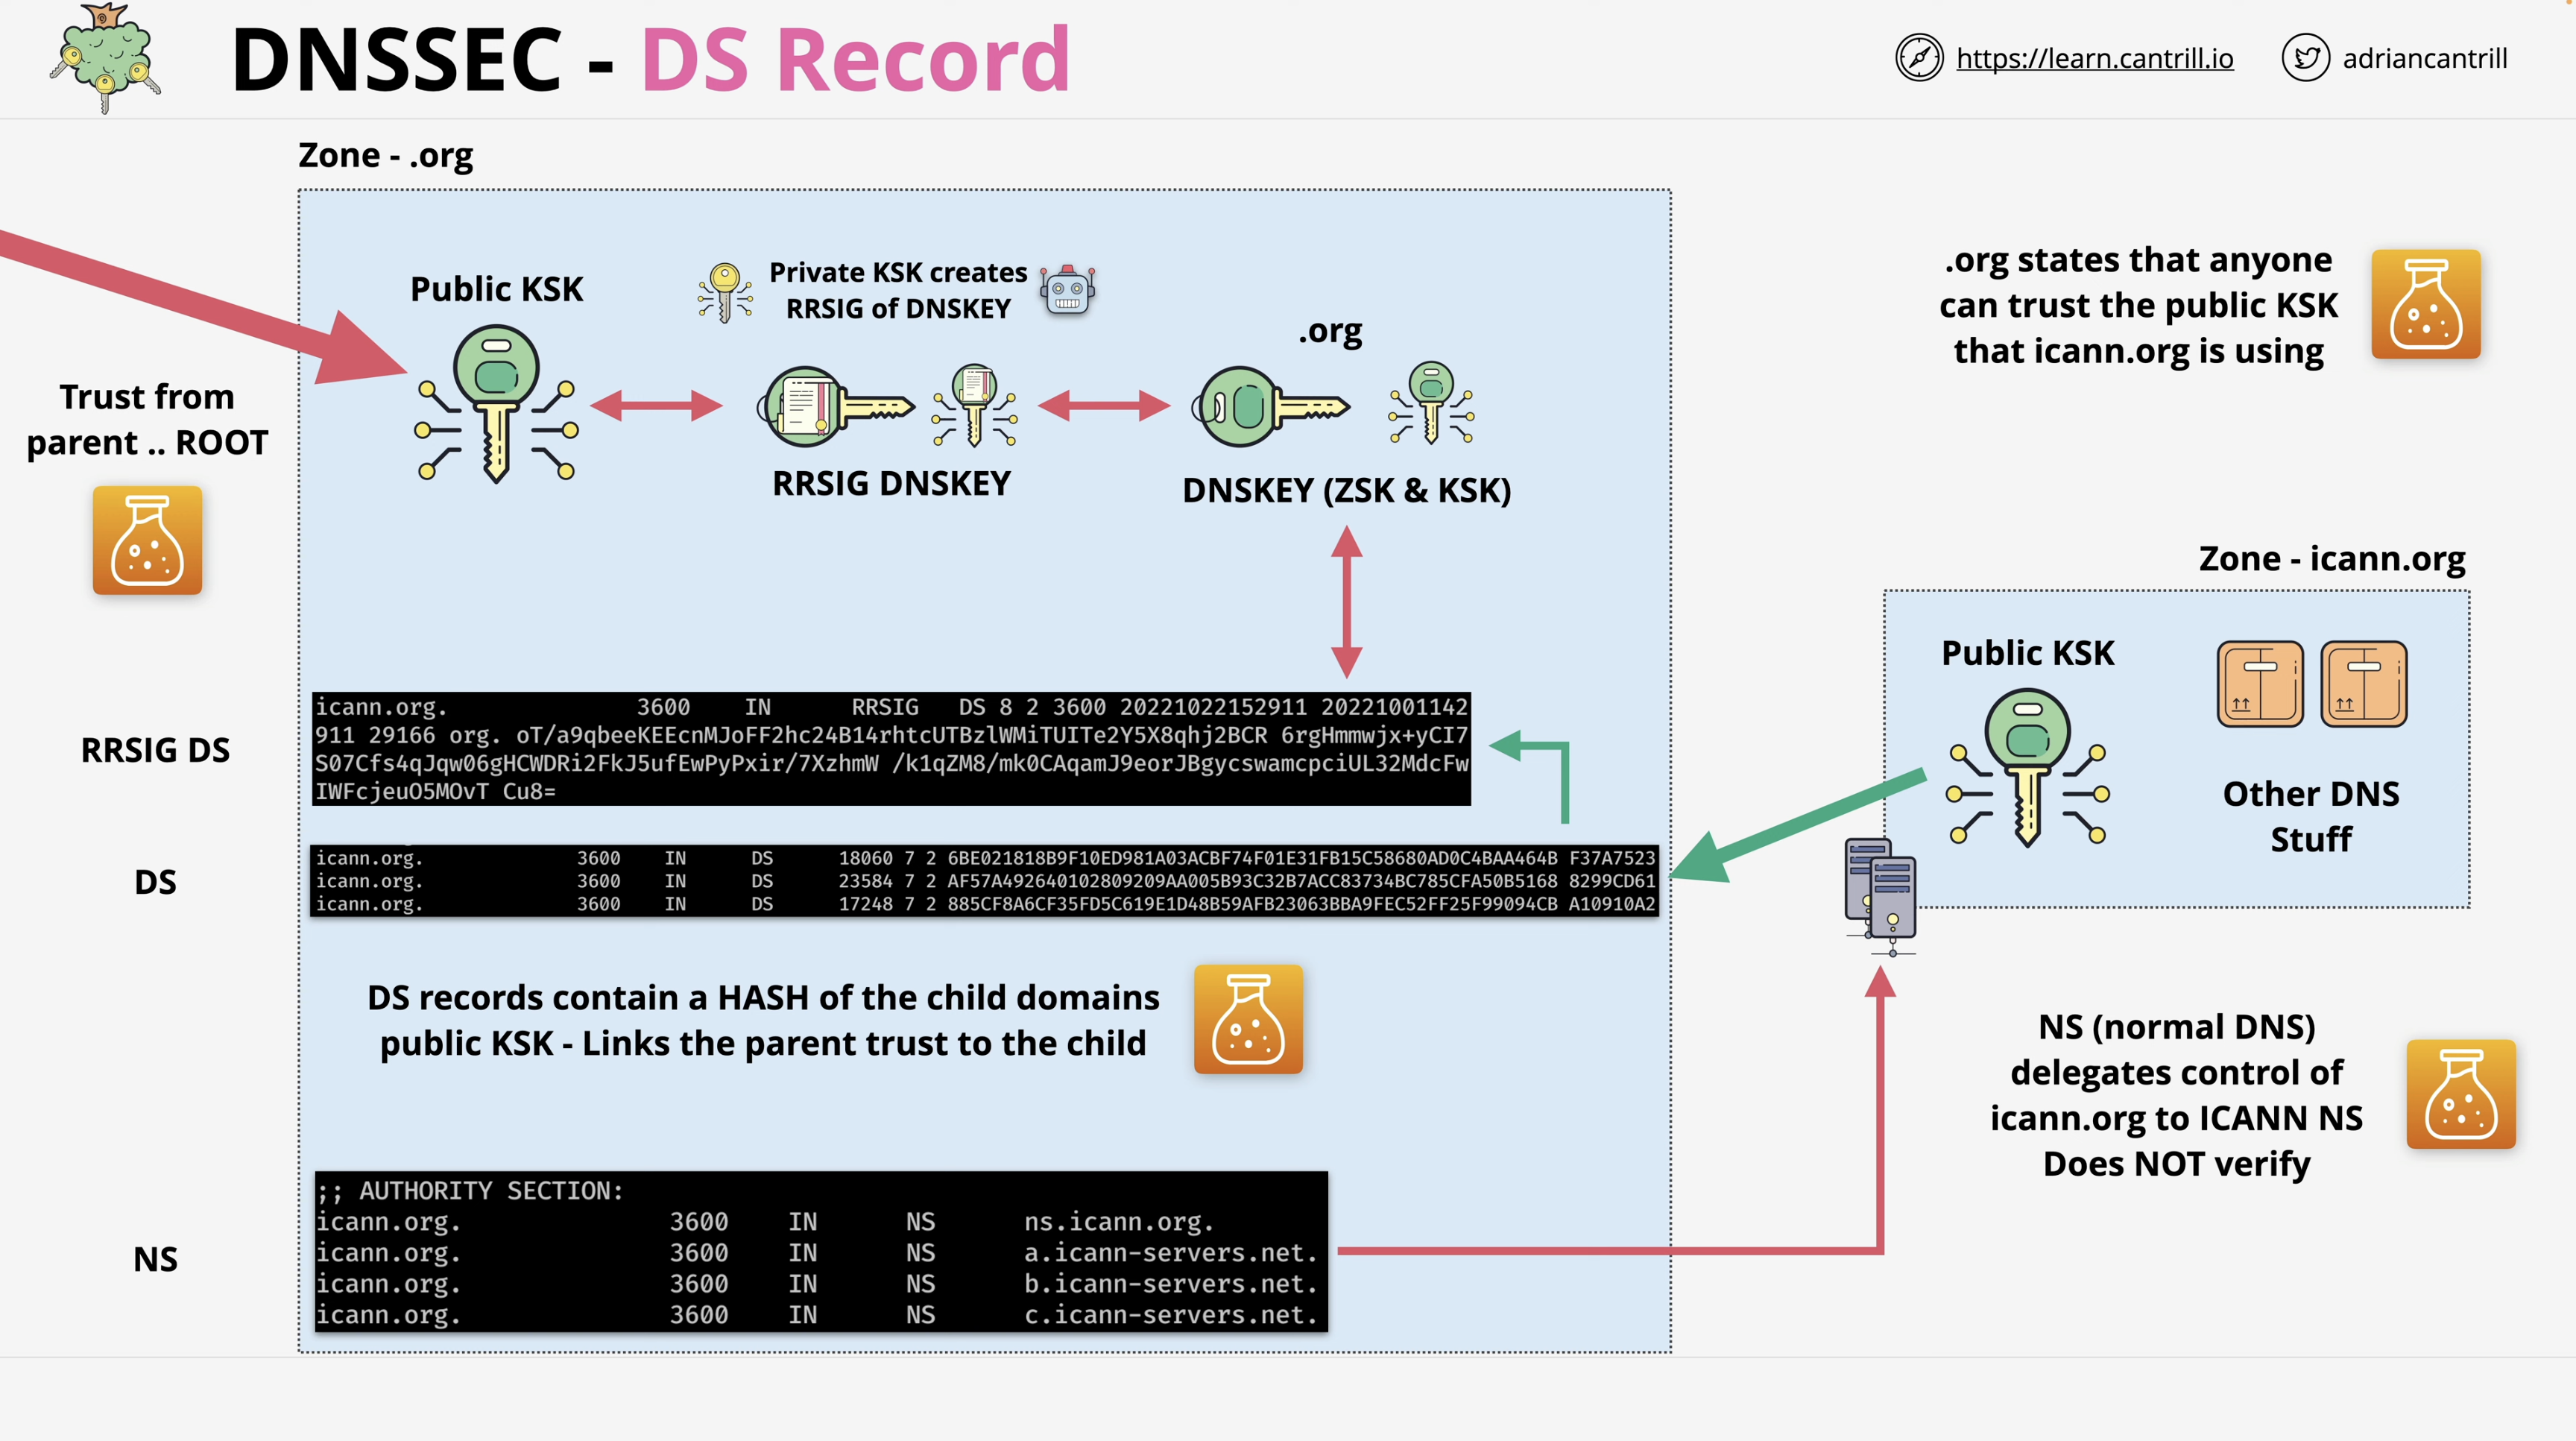 DNSSEC - DS Record
https://learn.cantrill.io
adriancantrill
Zone - .org
Trust from
parent .. ROOT
Public KSK
Private KSK creates
RRSIG of DNSKEY
.org
RRSIG DNSKEY
DNSKEY (ZSK & KSK)
.org states that anyone
can trust the public KSK
that icann.org is using
Zone - icann.org
Public KSK
Other DNS
Stuff
RRSIG DS
icann.org. 3600 IN RRSIG DS 8 2 3600 20221022152911 20221001142
911 29166 org. oT/a9qbeeKEEcnMJoFF2hc24B14rhtcUTBzlWMiTUITe2Y5X8qhj2BCR 6rgHmmwjx+yCI7
S07Cfs4qJqw06gHCWDRi2FkJ5ufEwPyPxir/7XzhmW /k1qZM8/mk0CAqamJ9eorJBgycswamcpciUL32MdcFw
IWFcjeuO5MOvT Cu8=
DS
icann.org. 3600 IN DS 18060 7 2 6BE021818B9F10ED981A03ACBF74F01E31FB15C58680AD0C4BAA464B F37A7523
icann.org. 3600 IN DS 23584 7 2 AF57A492640102809209AA005B93C32B7ACC83734BC785CFA50B5168 8299CD61
icann.org. 3600 IN DS 17248 7 2 885CF8A6CF35FD5C619E1D48B59AFB23063BBA9FEC52FF25F99094CB A10910A2
DS records contain a HASH of the child domains
public KSK - Links the parent trust to the child
NS (normal DNS)
delegates control of
icann.org to ICANN NS
Does NOT verify
NS
;; AUTHORITY SECTION:
icann.org. 3600 IN NS ns.icann.org.
icann.org. 3600 IN NS a.icann-servers.net.
icann.org. 3600 IN NS b.icann-servers.net.
icann.org. 3600 IN NS c.icann-servers.net.